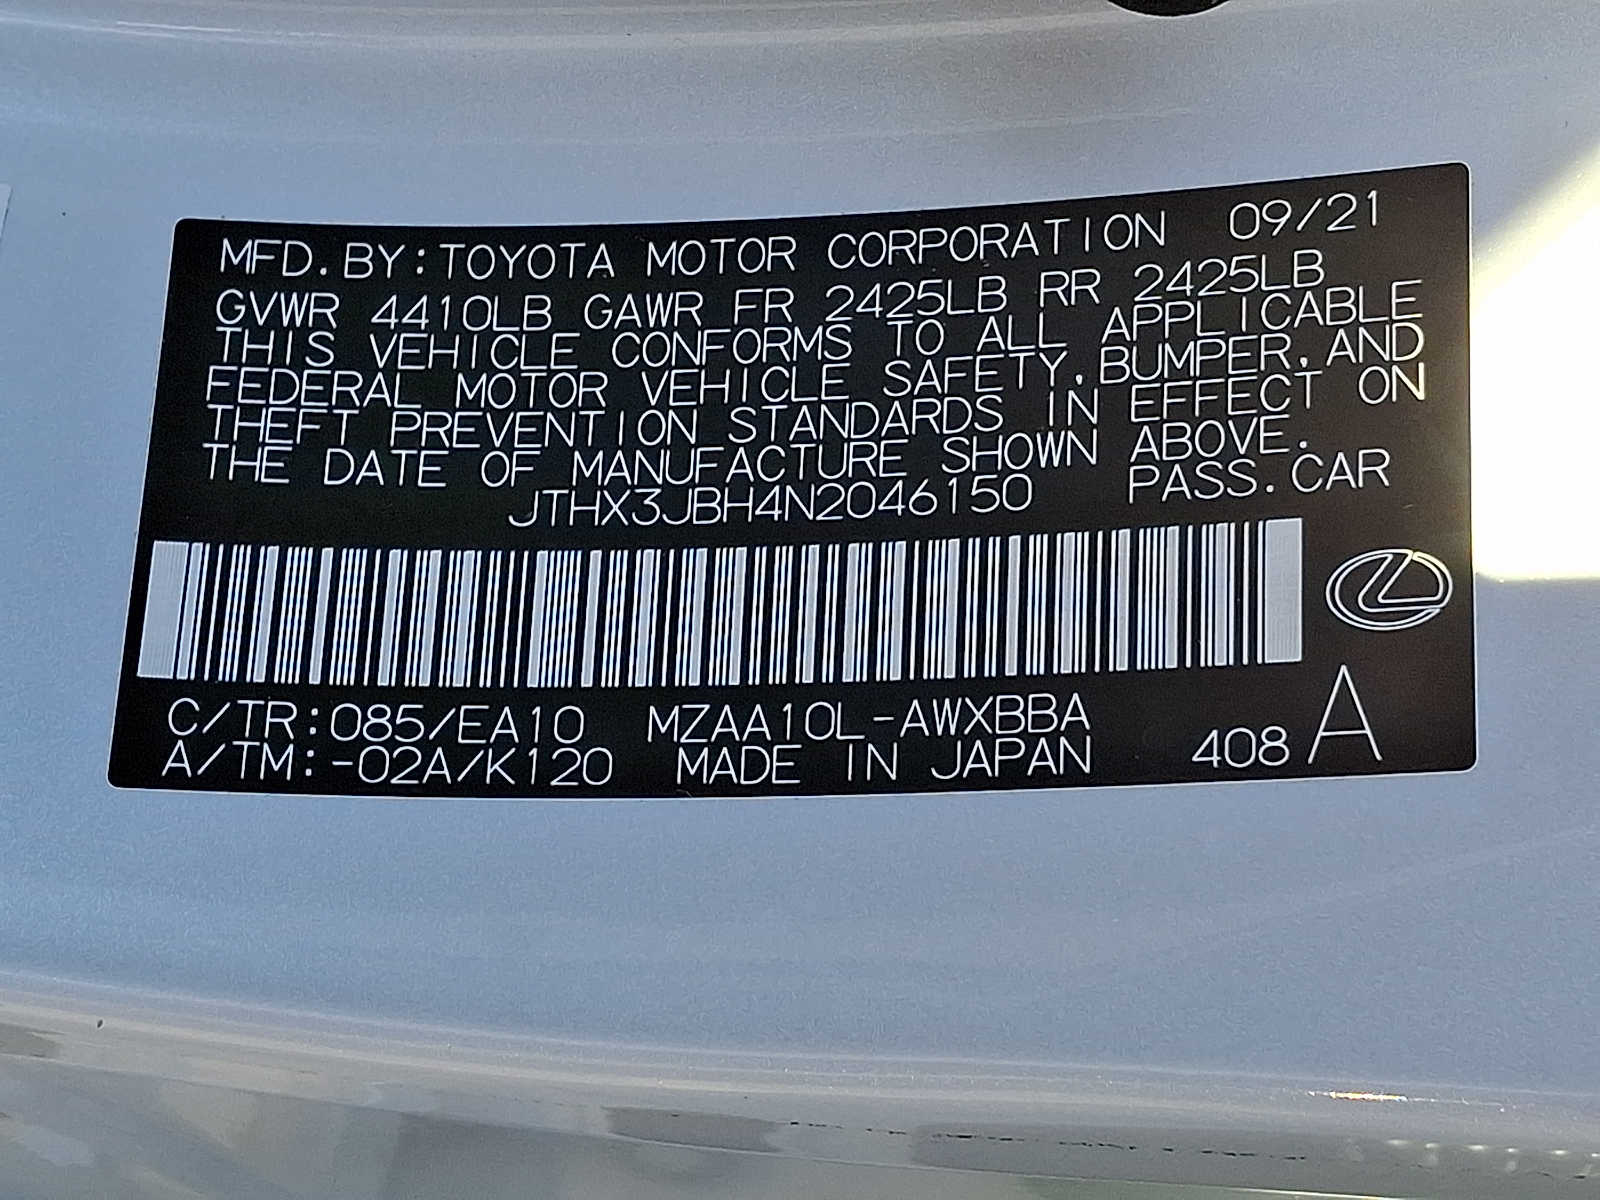 MFD.BY:TOYOTA MOTOR CORPORATION 09/21
GVWR 4410LB GAWR FR 2425LB RR 2425LB
THIS VEHICLE CONFORMS TO ALL APPLICABLE
FEDERAL MOTOR VEHICLE SAFETY,BUMPER,AND
THEFT PREVENTION STANDARDS IN EFFECT ON
THE DATE OF MANUFACTURE SHOWN ABOVE.
JTHX3JBH4N2046150 PASS.CAR
C/TR:085/EA10 MZAA10L-AWXBBA
A/TM:-02A/K120 MADE IN JAPAN 408 A